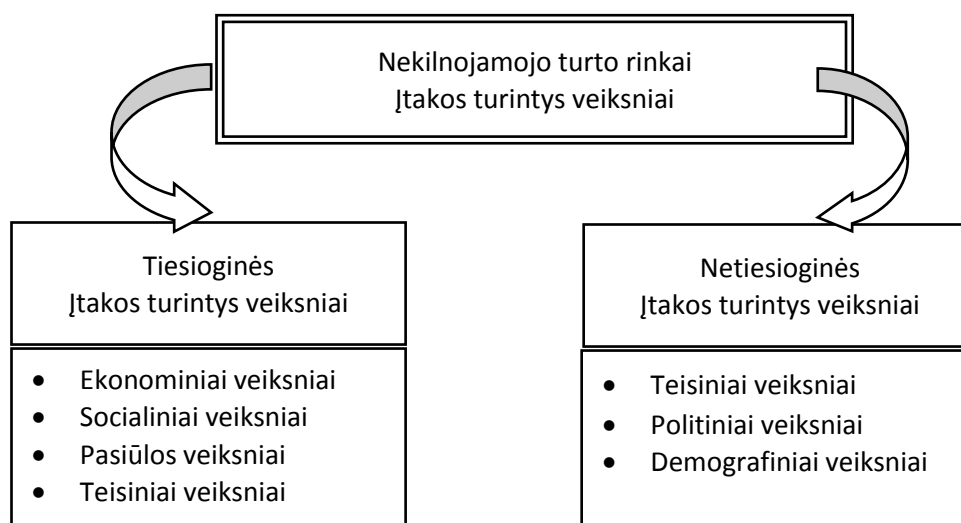 Nekilnojamojo turto rinkai
Įtakos turintys veiksniai
Tiesioginės
Įtakos turintys veiksniai
• Ekonominiai veiksniai
• Socialiniai veiksniai
• Pasiūlos veiksniai
• Teisiniai veiksniai
Netiesioginės
Įtakos turintys veiksniai
• Teisiniai veiksniai
• Politiniai veiksniai
• Demografiniai veiksniai